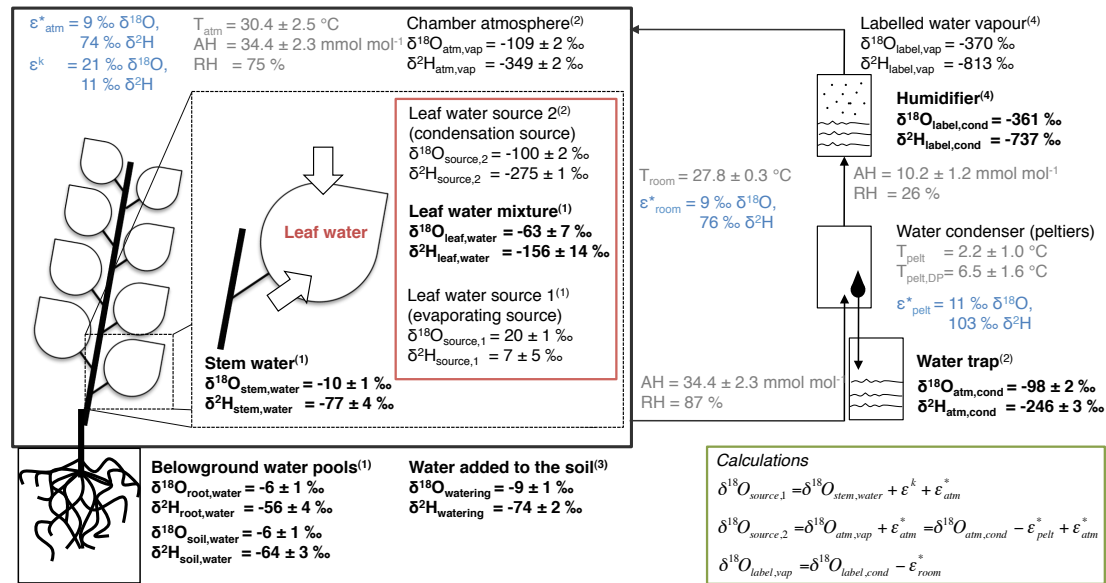 ε*atm = 9 ‰ δ18O,
74 ‰ δ2H
εk = 21 ‰ δ18O,
11 ‰ δ2H
Tatm = 30.4 ± 2.5 °C
AH = 34.4 ± 2.3 mmol mol-1
RH = 75 %
Chamber atmosphere(2)
δ18Oatm,vap = -109 ± 2 ‰
δ2Hatm,vap = -349 ± 2 ‰
Leaf water source 2(2)
(condensation source)
δ18Osource,2 = -100 ± 2 ‰
δ2Hsource,2 = -275 ± 1 ‰
Leaf water mixture(1)
δ18Oleaf,water = -63 ± 7 ‰
δ2Hleaf,water = -156 ± 14 ‰
Leaf water source 1(1)
(evaporating source)
δ18Osource,1 = 20 ± 1 ‰
δ2Hsource,1 = 7 ± 5 ‰
Leaf water
Stem water(1)
δ18Ostem,water = -10 ± 1 ‰
δ2Hstem,water = -77 ± 4 ‰
Belowground water pools(1)
δ18Oroot,water = -6 ± 1 ‰
δ2Hroot,water = -56 ± 4 ‰
δ18Osoil,water = -6 ± 1 ‰
δ2Hsoil,water = -64 ± 3 ‰
Water added to the soil(3)
δ18Owatering = -9 ± 1 ‰
δ2Hwatering = -74 ± 2 ‰
Labelled water vapour(4)
δ18Olabel,vap = -370 ‰
δ2Hlabel,vap = -813 ‰
Humidifier(4)
δ18Olabel,cond = -361 ‰
δ2Hlabel,cond = -737 ‰
Troom = 27.8 ± 0.3 °C
ε*room = 9 ‰ δ18O,
76 ‰ δ2H
AH = 10.2 ± 1.2 mmol mol-1
RH = 26 %
Water condenser (peltiers)
Tpelt = 2.2 ± 1.0 °C
Tpelt,DP = 6.5 ± 1.6 °C
ε*pelt = 11 ‰ δ18O,
103 ‰ δ2H
Water trap(2)
δ18Oatm,cond = -98 ± 2 ‰
δ2Hatm,cond = -246 ± 3 ‰
AH = 34.4 ± 2.3 mmol mol-1
RH = 87 %
Calculations
δ18Osource,1 =δ18Ostem,water + εk + ε*atm
δ18Osource,2 =δ18Oatm,vap + ε*atm =δ18Oatm,cond − ε*pelt + ε*atm
δ18Olabel,vap =δ18Olabel,cond − ε*room